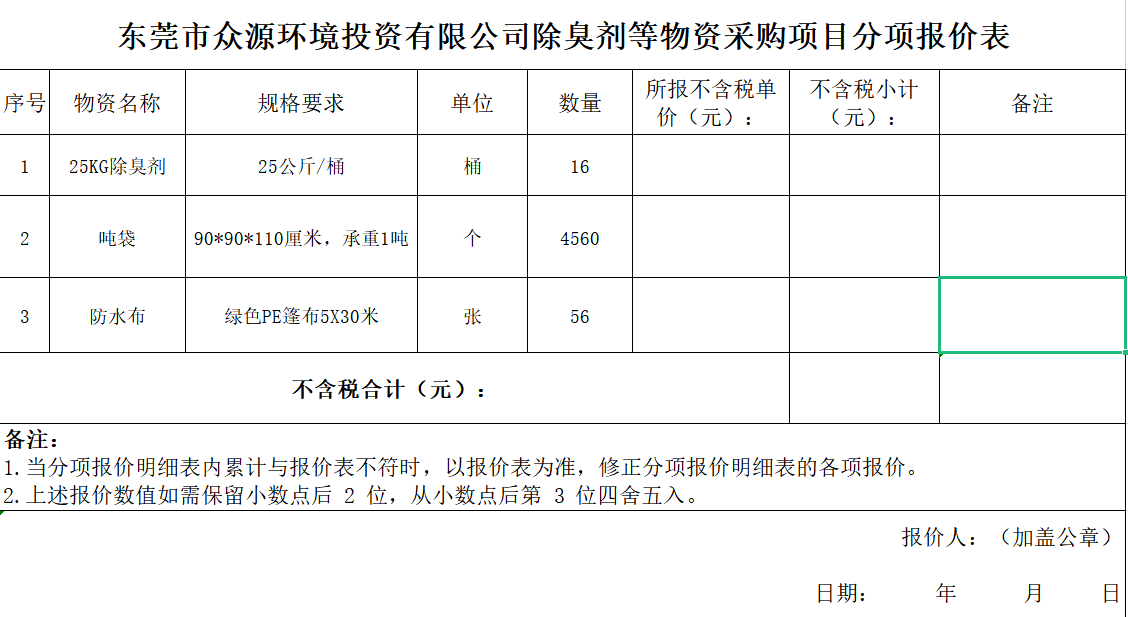 东莞市众源环境投资有限公司除臭剂等物资采购项目分项报价表
序号 物资名称 规格要求 单位 数量 所报不含税单价（元）： 不含税小计（元）： 备注
1 25KG除臭剂 25公斤/桶 桶 16
2 吨袋 90*90*110厘米，承重1吨 个 4560
3 防水布 绿色PE篷布5X30米 张 56
不含税合计（元）：
备注：
1.当分项报价明细表内累计与报价表不符时，以报价表为准，修正分项报价明细表的各项报价。
2.上述报价数值如需保留小数点后 2 位，从小数点后第 3 位四舍五入。
报价人：（加盖公章）
日期： 年 月 日